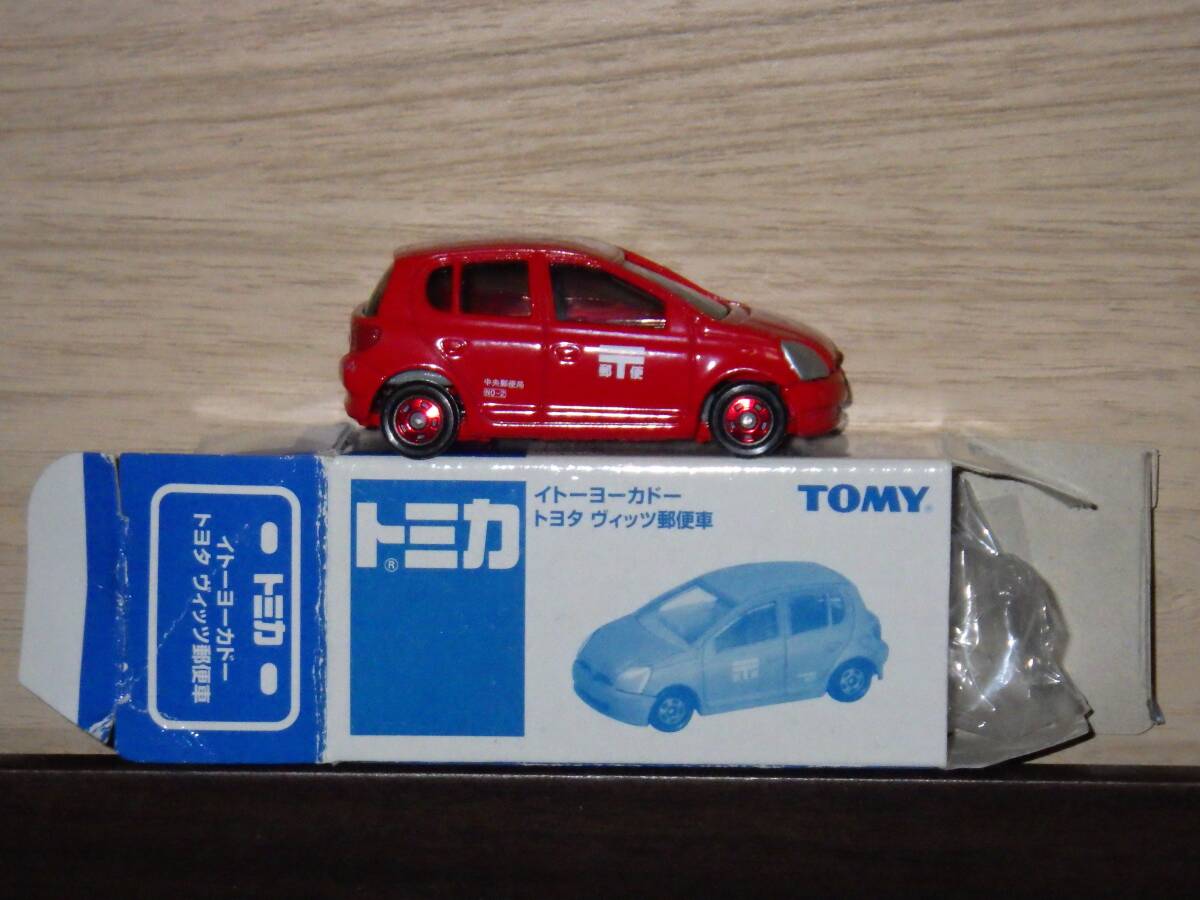 〒
郵便
中央郵便局
NO-2
トミカ®
イトーヨーカドー
トヨタ ヴィッツ郵便車
TOMY®
トミカ
イトーヨーカドー
トヨタ ヴィッツ郵便車
〒